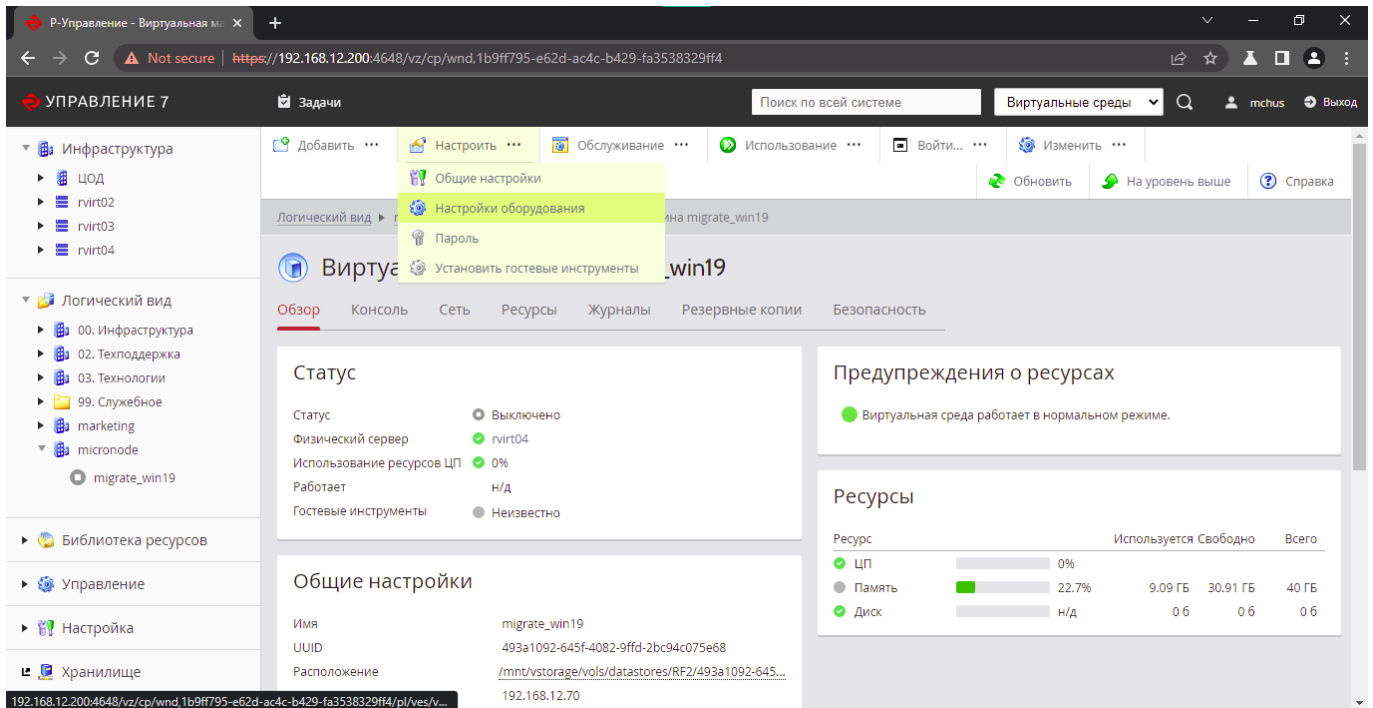 Р-Управление - Виртуальная ма
Not secure | https://192.168.12.200:4648/vz/cp/wnd,1b9ff795-e62d-ac4c-b429-fa3538329ff4
УПРАВЛЕНИЕ 7
Задачи
Поиск по всей системе
Виртуальные среды
mchus
Выход
Инфраструктура
ЦОД
rvirt02
rvirt03
rvirt04
Логический вид
00. Инфраструктура
02. Техподдержка
03. Технологии
99. Служебное
marketing
micronode
migrate_win19
Библиотека ресурсов
Управление
Настройка
Хранилище
Добавить ...
Настроить ...
Обслуживание ...
Использование ...
Войти... ...
Изменить ...
Общие настройки
Настройки оборудования
Пароль
Установить гостевые инструменты
Обновить
На уровень выше
Справка
Логический вид
migrate_win19
_win19
Обзор Консоль Сеть Ресурсы Журналы Резервные копии Безопасность
Статус
Статус Выключено
Физический сервер rvirt04
Использование ресурсов ЦП 0%
Работает н/д
Гостевые инструменты Неизвестно
Общие настройки
Имя migrate_win19
UUID 493a1092-645f-4082-9ffd-2bc94c075e68
Расположение /mnt/vstorage/vols/datastores/RF2/493a1092-645...
192.168.12.70
Предупреждения о ресурсах
Виртуальная среда работает в нормальном режиме.
Ресурсы
Ресурс Используется Свободно Всего
ЦП 0%
Память 22.7% 9.09 ГБ 30.91 ГБ 40 ГБ
Диск н/д 0 б 0 б 0 б
192.168.12.200:4648/vz/cp/wnd,1b9ff795-e62d-ac4c-b429-fa3538329ff4/pl/ves/v...